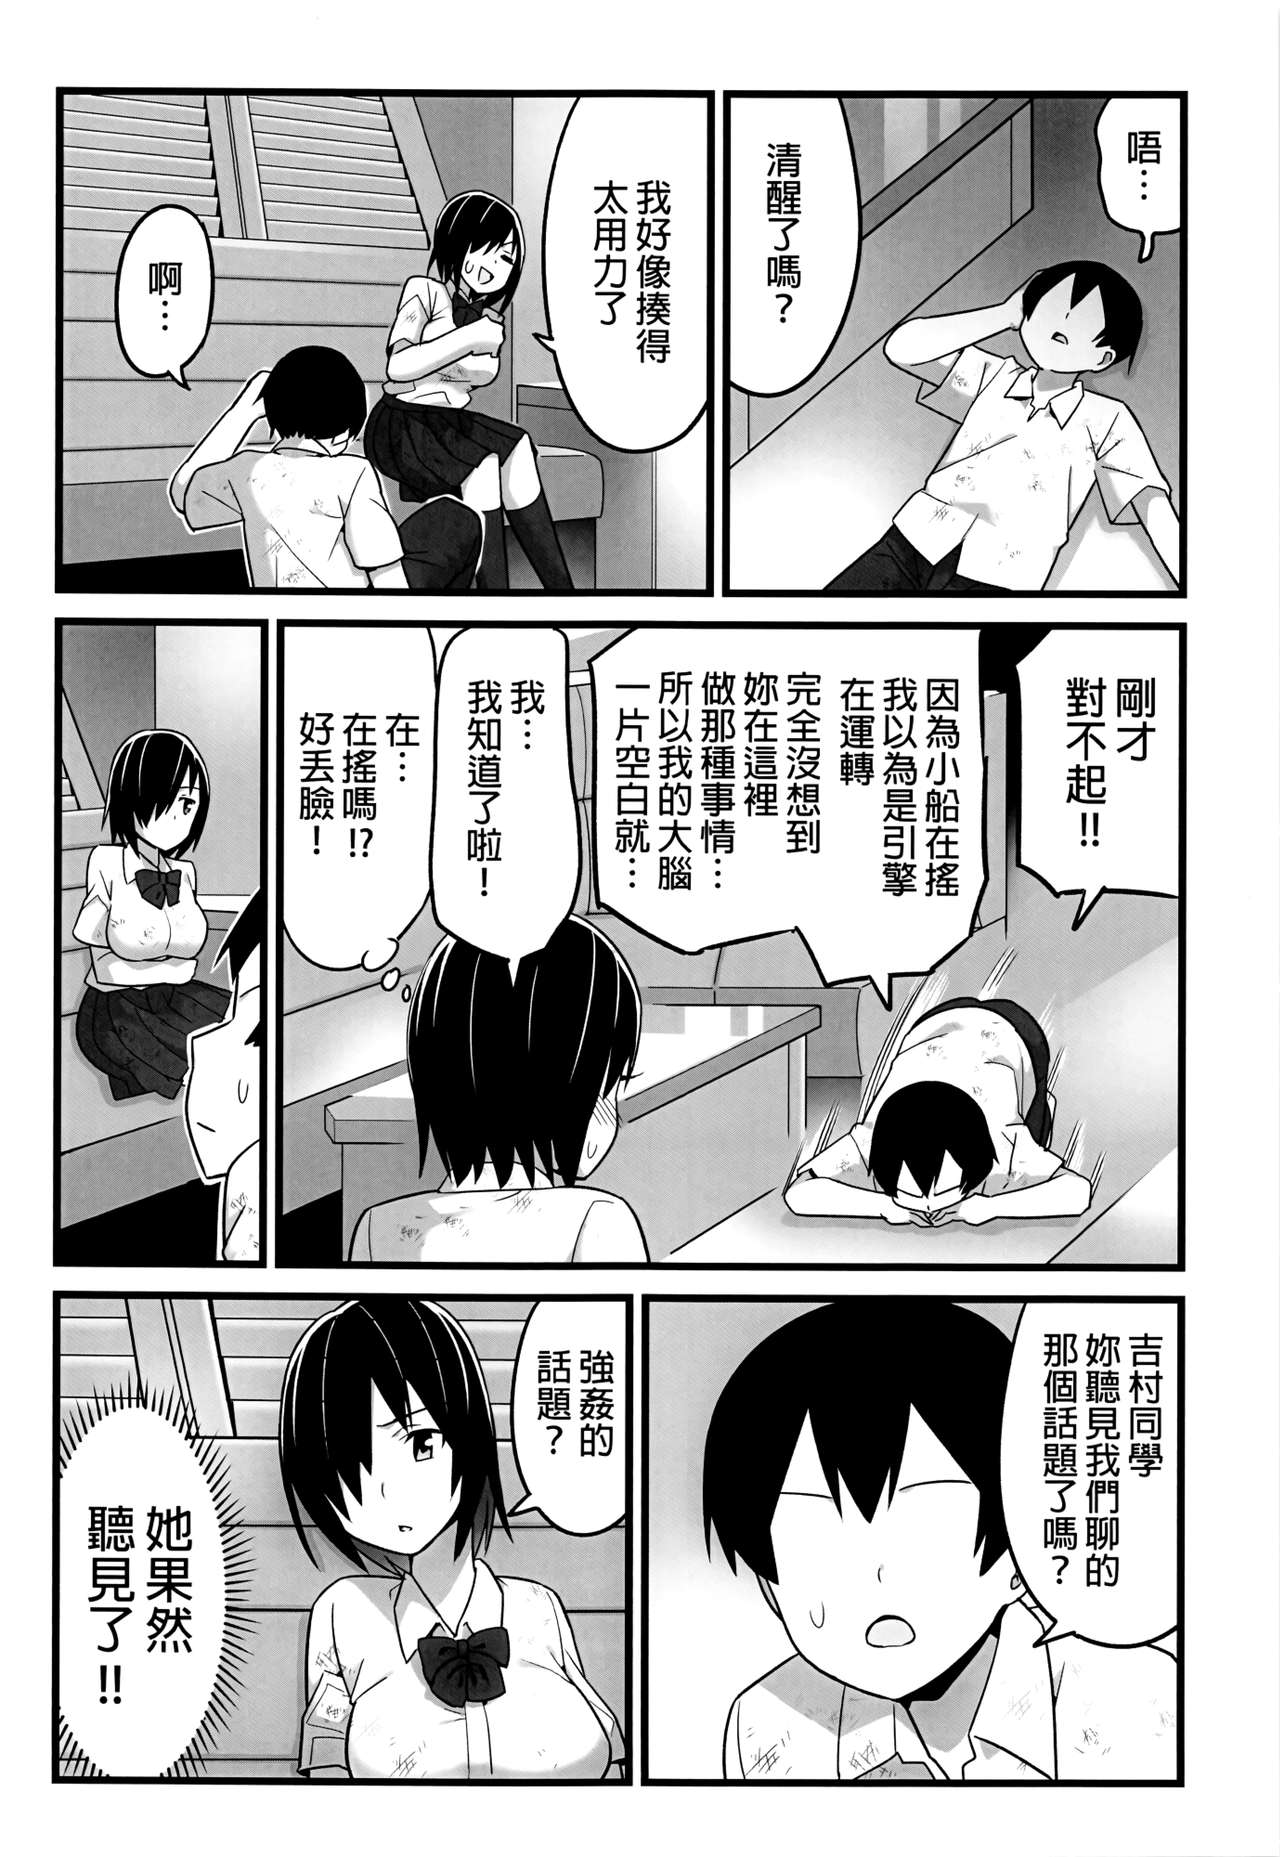 唔…
清醒了嗎？
我好像揍得
太用力了
啊…
剛才
對不起!!
因為小船在搖
我以為是引擎
在運轉
完全沒想到
妳在這裡
做那種事情…
所以我的大腦
一片空白就…
我…
我知道了啦！
在…
在搖嗎!?
好丟臉！
吉村同學
妳聽見我們聊的
那個話題了嗎？
強姦的
話題？
她果然
聽見了!!